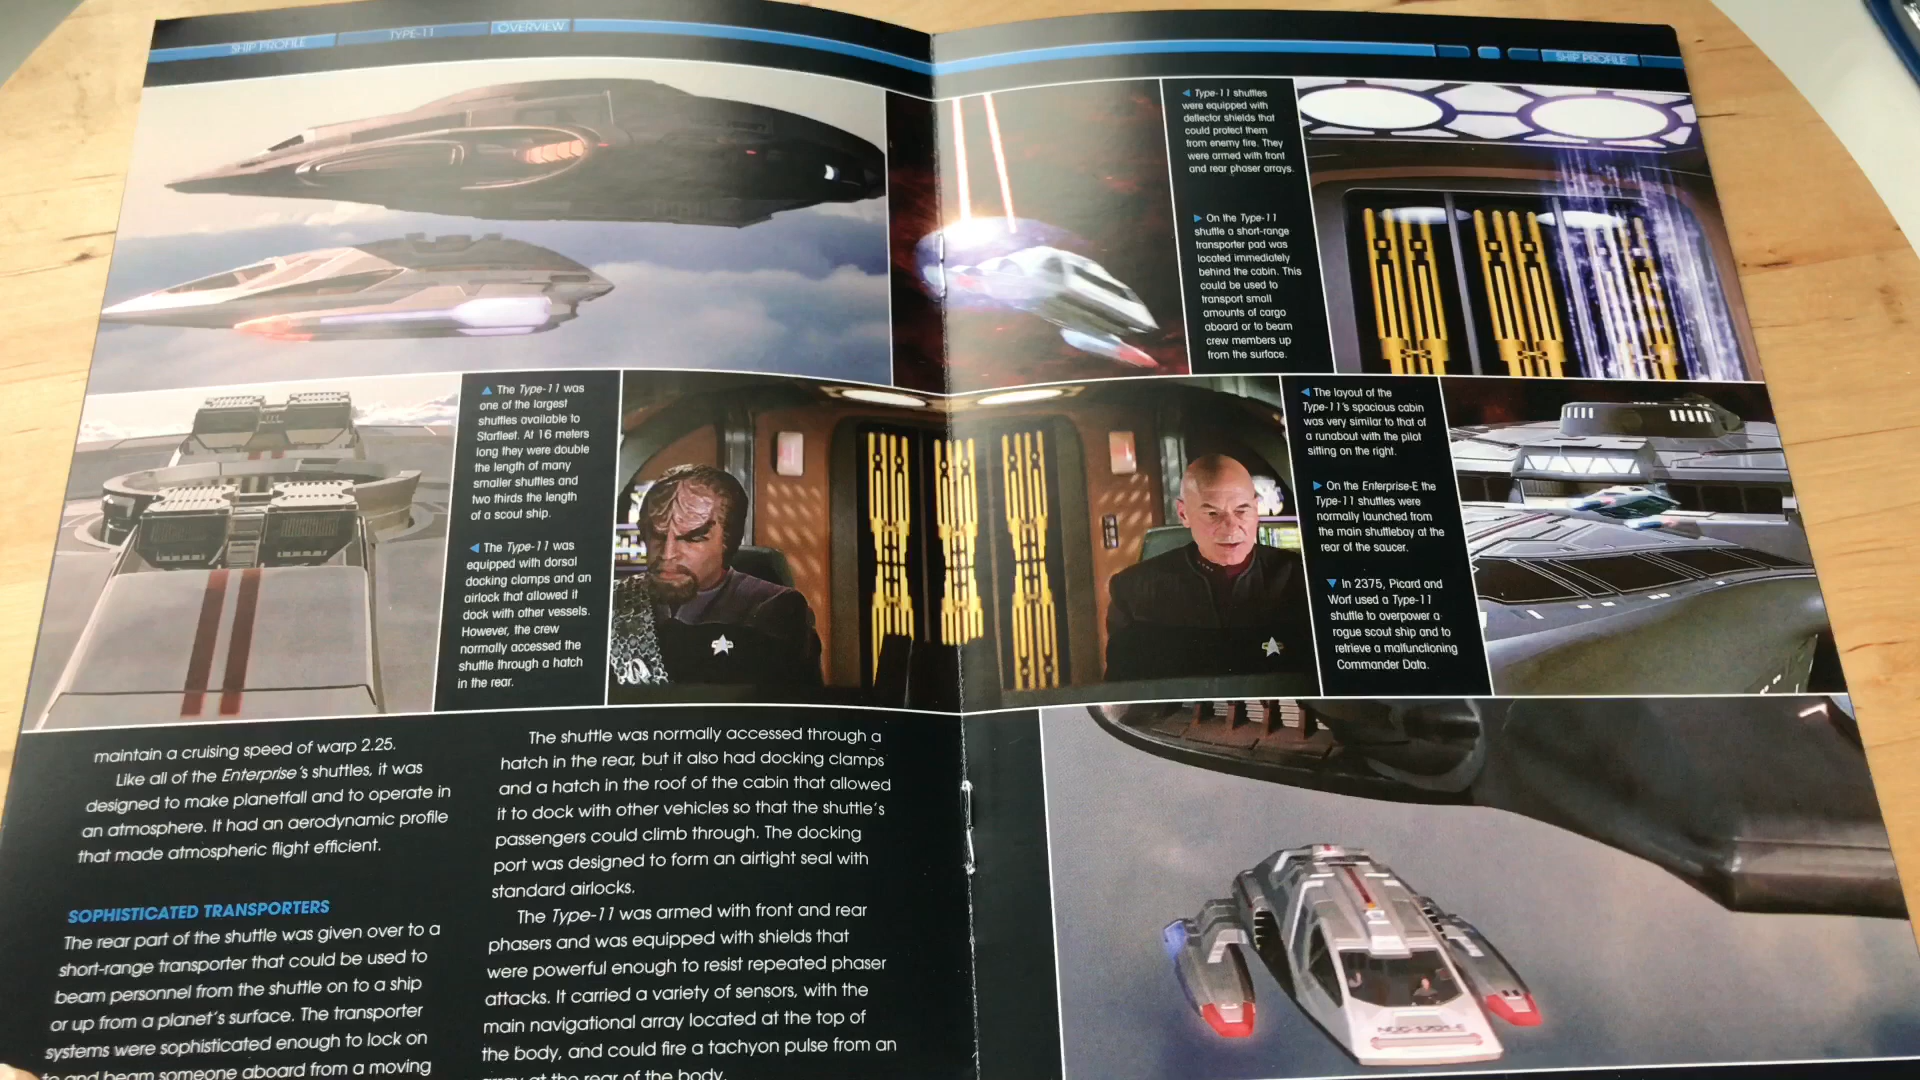 SHIP PROFILE
TYPE-11
OVERVIEW
SHIP PROFILE
◀ Type-11 shuttles
were equipped with
deflector shields that
could protect them
from enemy fire. They
were armed with front
and rear phaser arrays.
▶ On the Type-11
shuttle a short-range
transporter pad was
located immediately
behind the cabin. This
could be used to
transport small
amounts of cargo
aboard or to beam
crew members up
from the surface.
▲ The Type-11 was
one of the largest
shuttles available to
Starfleet. At 16 meters
long they were double
the length of many
smaller shuttles and
two thirds the length
of a scout ship.
◀ The Type-11 was
equipped with dorsal
docking clamps and an
airlock that allowed it
dock with other vessels.
However, the crew
normally accessed the
shuttle through a hatch
in the rear.
◀ The layout of the
Type-11's spacious cabin
was very similar to that of
a runabout with the pilot
sitting on the right.
▶ On the Enterprise-E the
Type-11 shuttles were
normally launched from
the main shuttlebay at the
rear of the saucer.
▼ In 2375, Picard and
Worf used a Type-11
shuttle to overpower a
rogue scout ship and to
retrieve a malfunctioning
Commander Data.
maintain a cruising speed of warp 2.25.
Like all of the Enterprise's shuttles, it was
designed to make planetfall and to operate in
an atmosphere. It had an aerodynamic profile
that made atmospheric flight efficient.
SOPHISTICATED TRANSPORTERS
The rear part of the shuttle was given over to a
short-range transporter that could be used to
beam personnel from the shuttle on to a ship
or up from a planet's surface. The transporter
systems were sophisticated enough to lock on
to and beam someone aboard from a moving
The shuttle was normally accessed through a
hatch in the rear, but it also had docking clamps
and a hatch in the roof of the cabin that allowed
it to dock with other vehicles so that the shuttle's
passengers could climb through. The docking
port was designed to form an airtight seal with
standard airlocks.
The Type-11 was armed with front and rear
phasers and was equipped with shields that
were powerful enough to resist repeated phaser
attacks. It carried a variety of sensors, with the
main navigational array located at the top of
the body, and could fire a tachyon pulse from an
array at the rear of the body.
NCC-1701-E